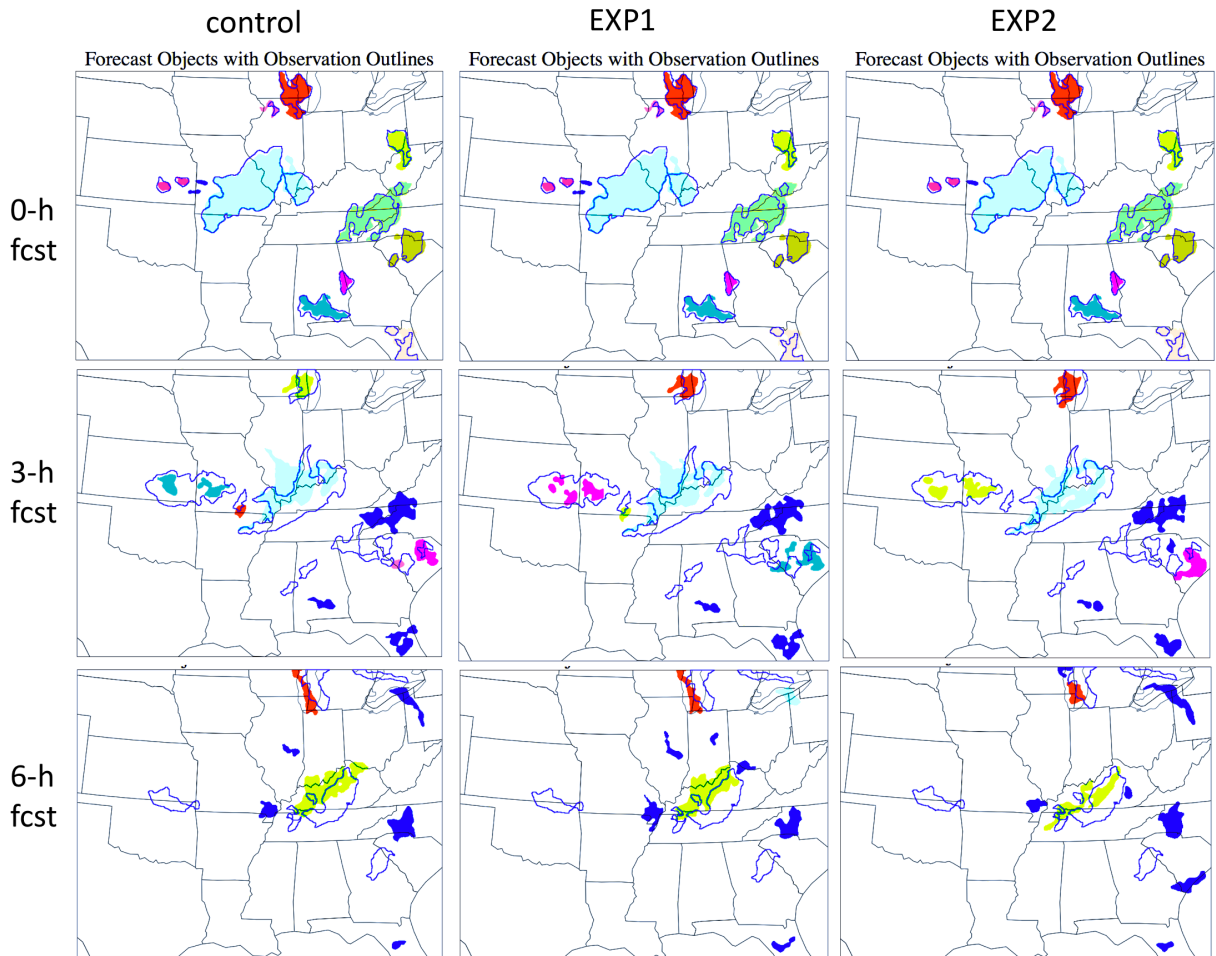 control EXP1 EXP2
Forecast Objects with Observation Outlines Forecast Objects with Observation Outlines Forecast Objects with Observation Outlines
0-h
fcst
3-h
fcst
6-h
fcst